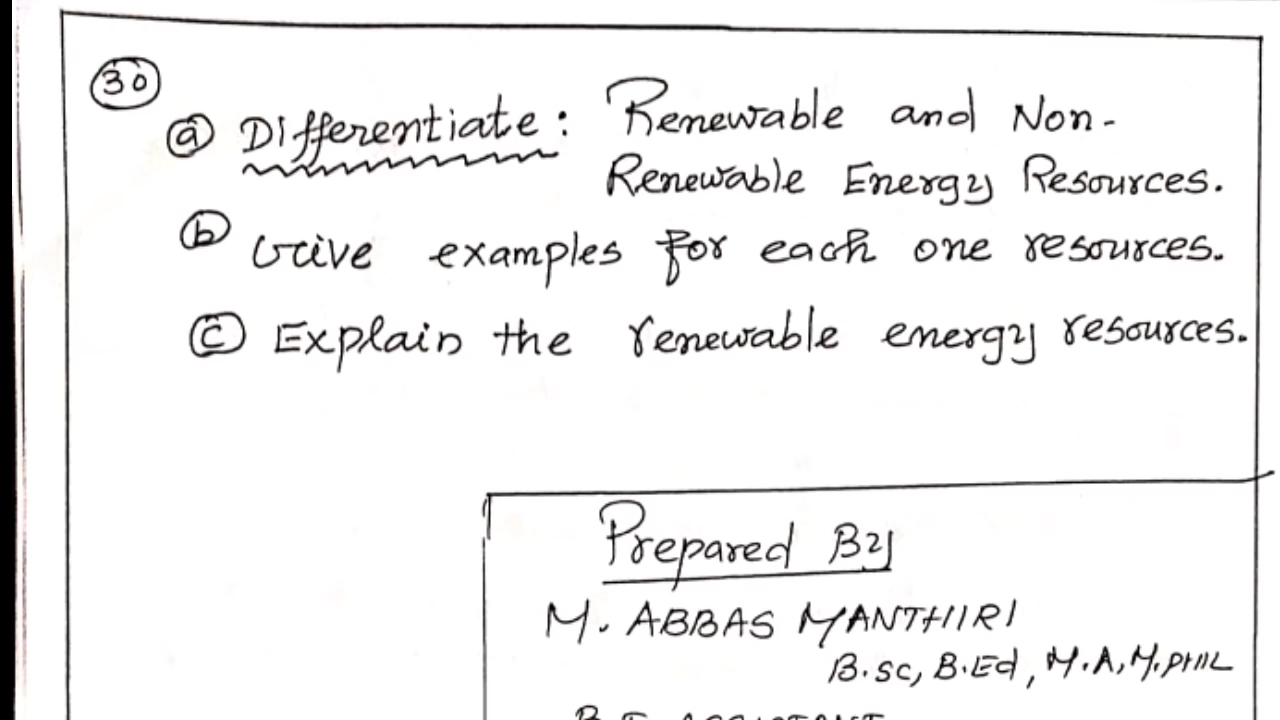 30
a Differentiate: Renewable and Non-
Renewable Energy Resources.
b Give examples for each one resources.
c Explain the renewable energy resources.
Prepared By
M. ABBAS MANTHIRI
B.sc, B.Ed, M.A, M.PHIL